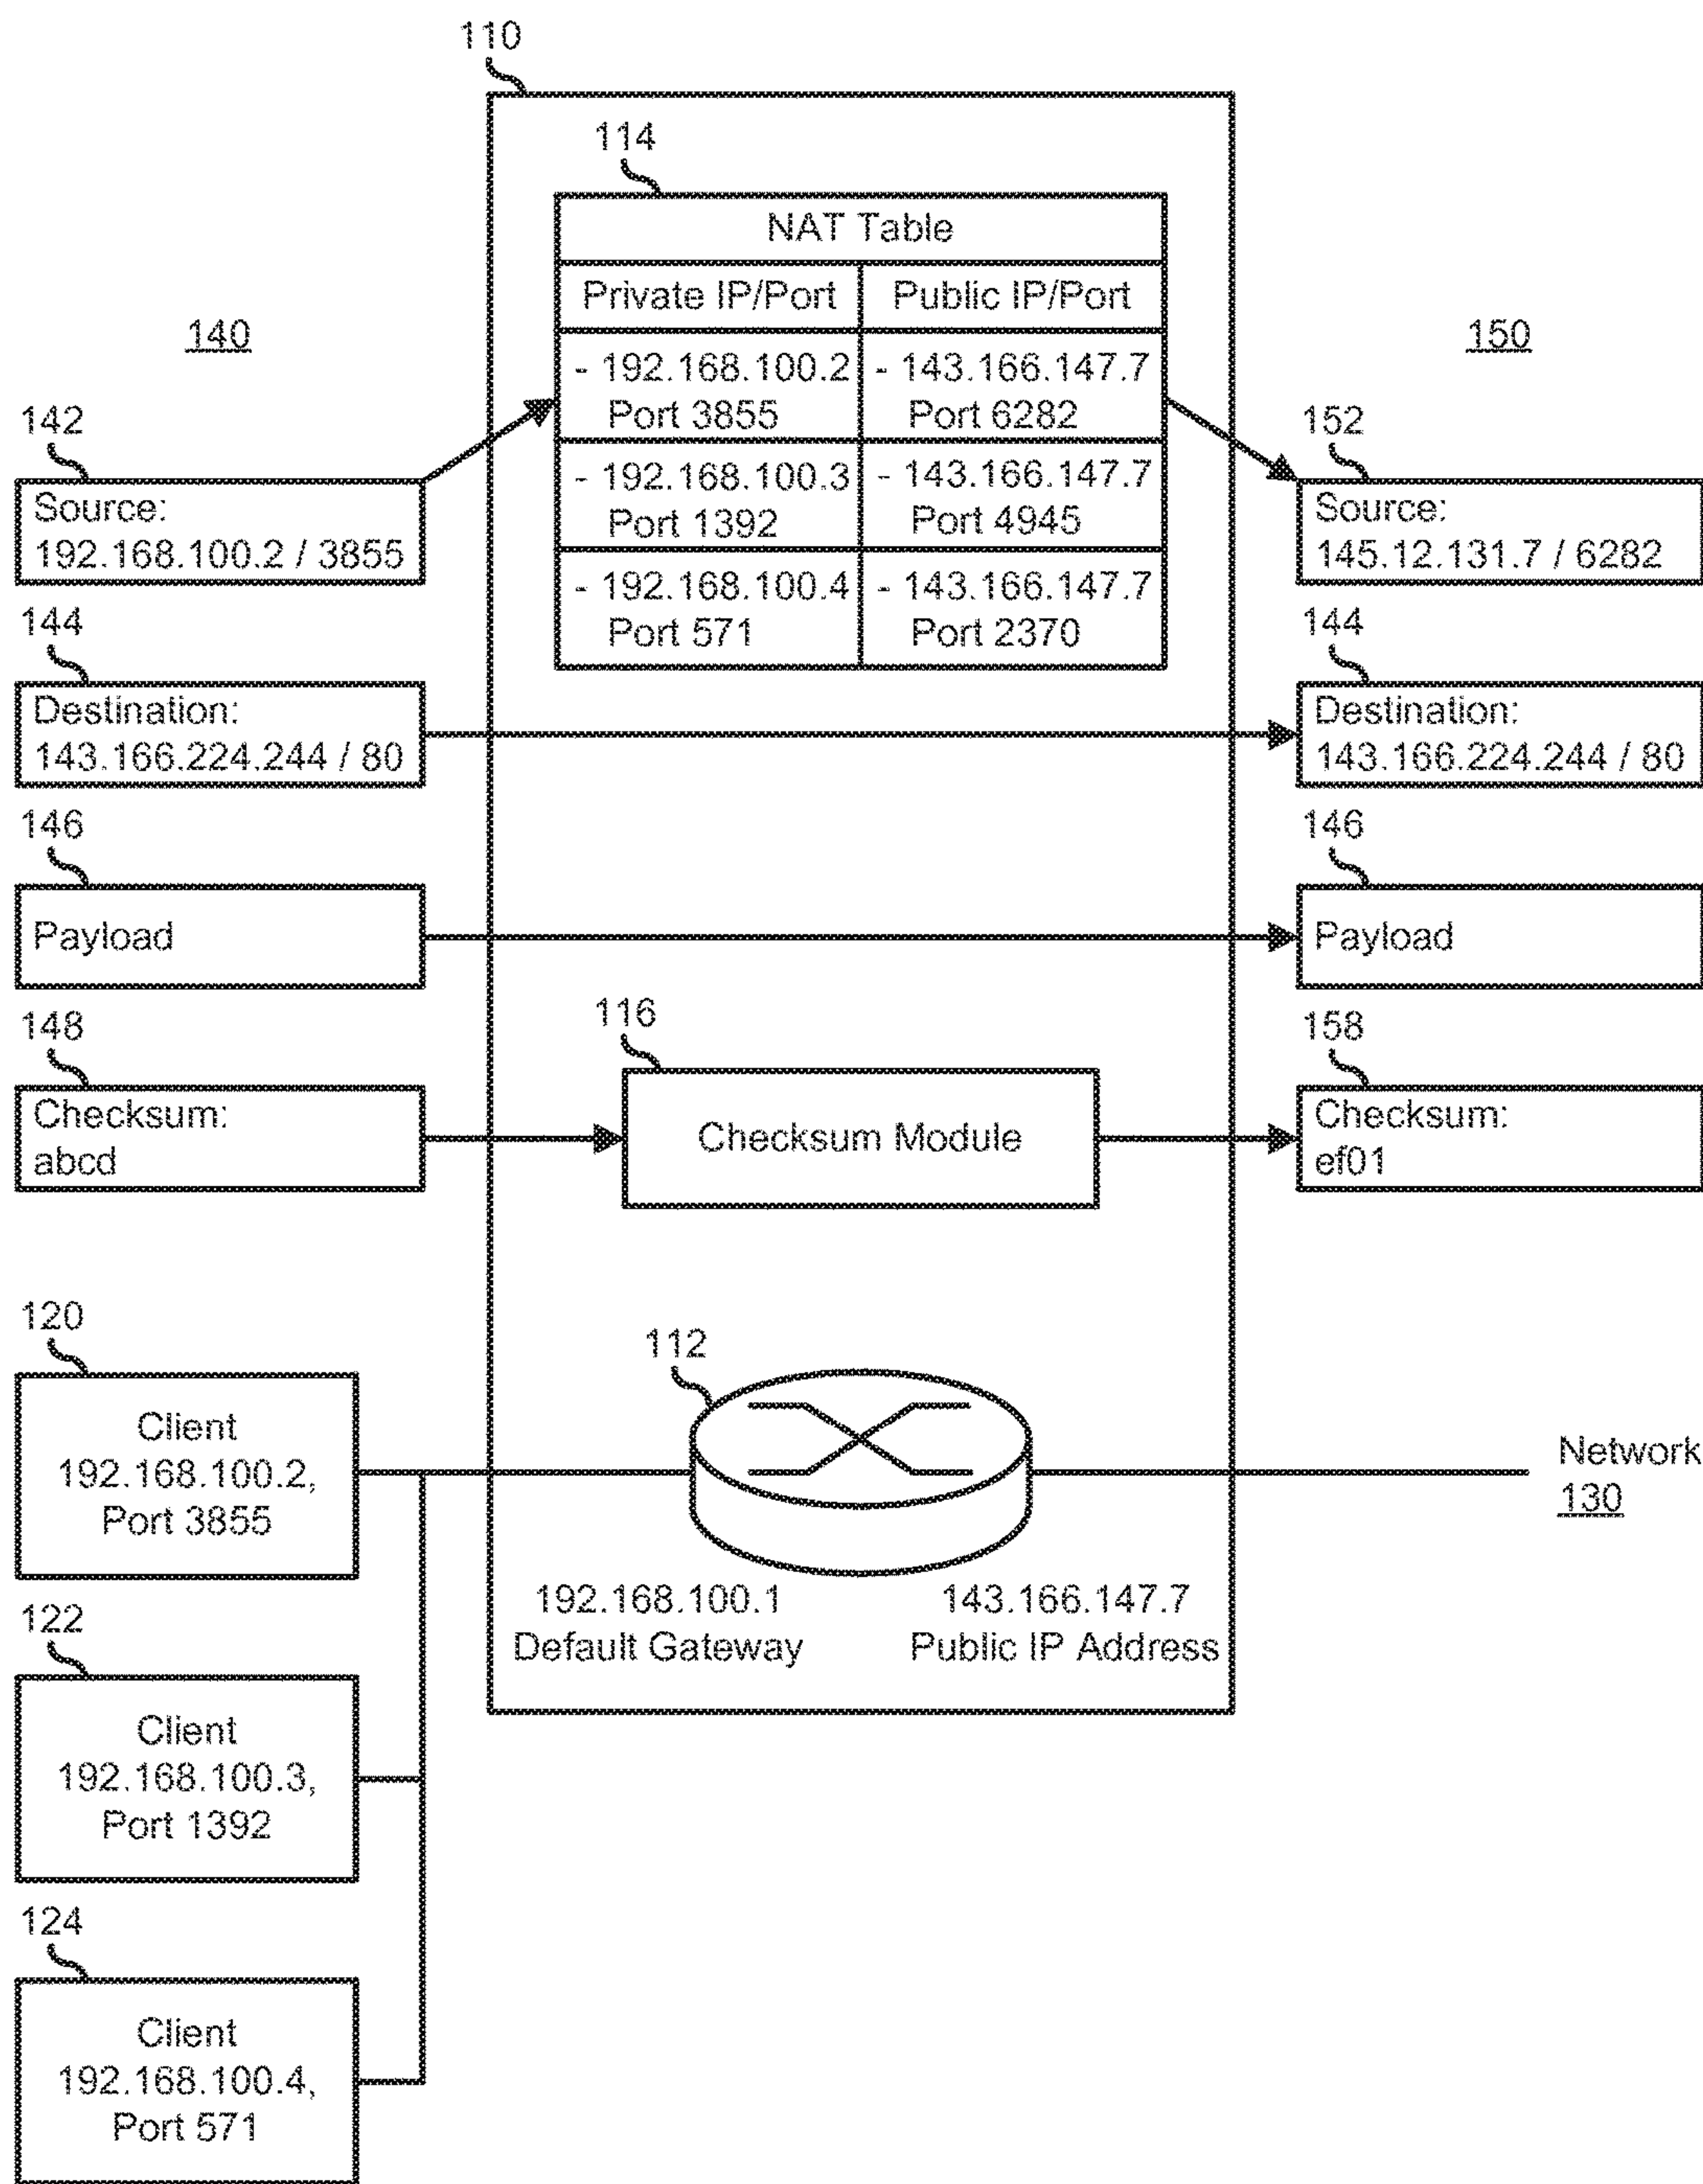 110
114
NAT Table
Private IP/Port
Public IP/Port
- 192.168.100.2
Port 3855
- 143.166.147.7
Port 6282
- 192.168.100.3
Port 1392
- 143.166.147.7
Port 4945
- 192.168.100.4
Port 571
- 143.166.147.7
Port 2370
140
150
142
Source:
192.168.100.2 / 3855
152
Source:
145.12.131.7 / 6282
144
Destination:
143.166.224.244 / 80
144
Destination:
143.166.224.244 / 80
146
Payload
146
Payload
148
Checksum:
abcd
116
Checksum Module
158
Checksum:
ef01
120
Client
192.168.100.2,
Port 3855
112
192.168.100.1
Default Gateway
143.166.147.7
Public IP Address
Network
130
122
Client
192.168.100.3,
Port 1392
124
Client
192.168.100.4,
Port 571